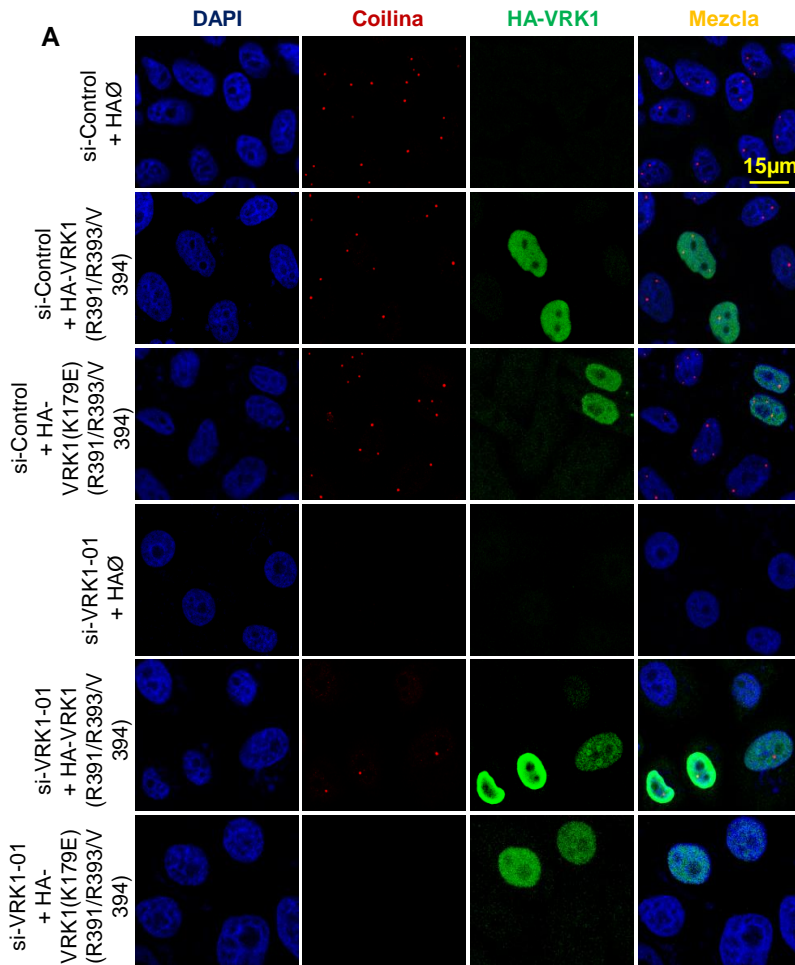 A
DAPI
Coilina
HA-VRK1
Mezcla
si-Control
+ HAØ
15µm
si-Control
+ HA-VRK1
(R391/R393/V
394)
si-Control
+ HA-
VRK1(K179E)
(R391/R393/V
394)
si-VRK1-01
+ HAØ
si-VRK1-01
+ HA-VRK1
(R391/R393/V
394)
si-VRK1-01
+ HA-
VRK1(K179E)
(R391/R393/V
394)